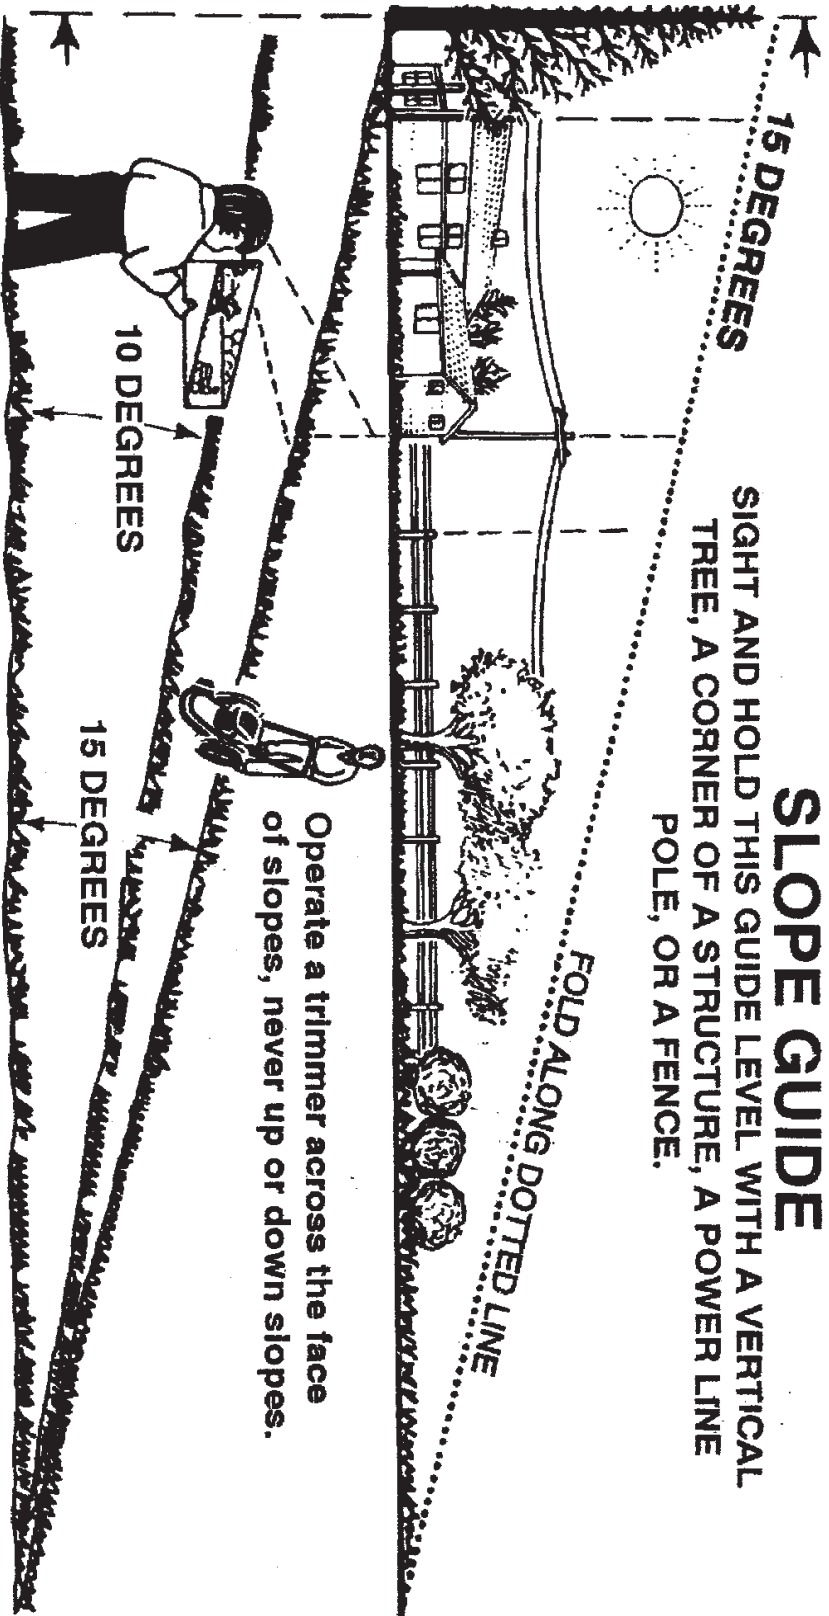 SLOPE GUIDE
SIGHT AND HOLD THIS GUIDE LEVEL WITH A VERTICAL
TREE, A CORNER OF A STRUCTURE, A POWER LINE
POLE, OR A FENCE.
15 DEGREES
FOLD ALONG DOTTED LINE
Operate a trimmer across the face
of slopes, never up or down slopes.
10 DEGREES
15 DEGREES